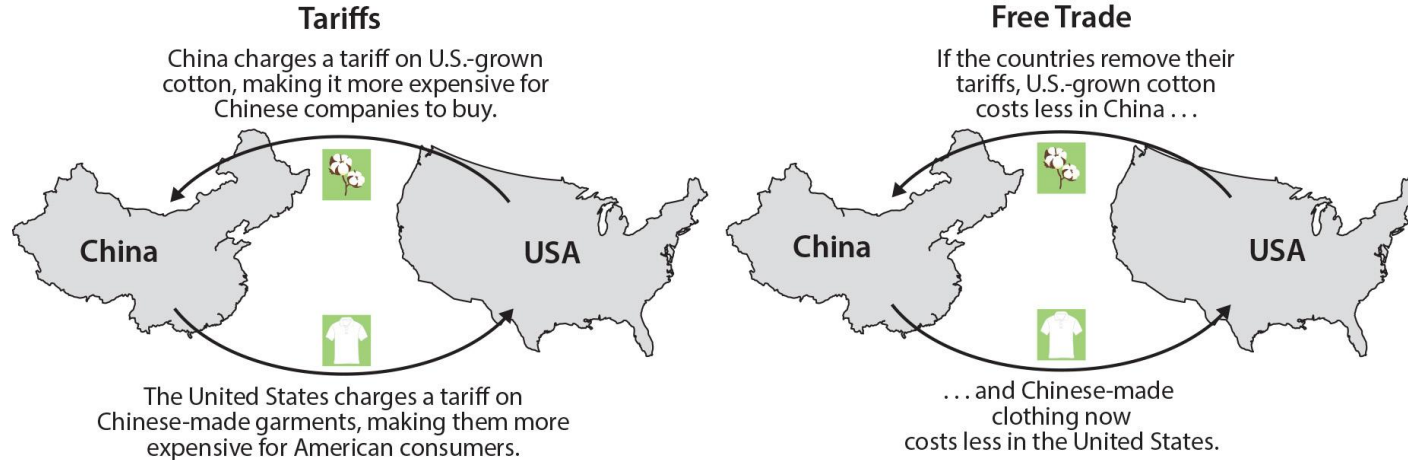 Tariffs
China charges a tariff on U.S.-grown
cotton, making it more expensive for
Chinese companies to buy.
China
USA
The United States charges a tariff on
Chinese-made garments, making them more
expensive for American consumers.
Free Trade
If the countries remove their
tariffs, U.S.-grown cotton
costs less in China . . .
China
USA
. . . and Chinese-made
clothing now
costs less in the United States.